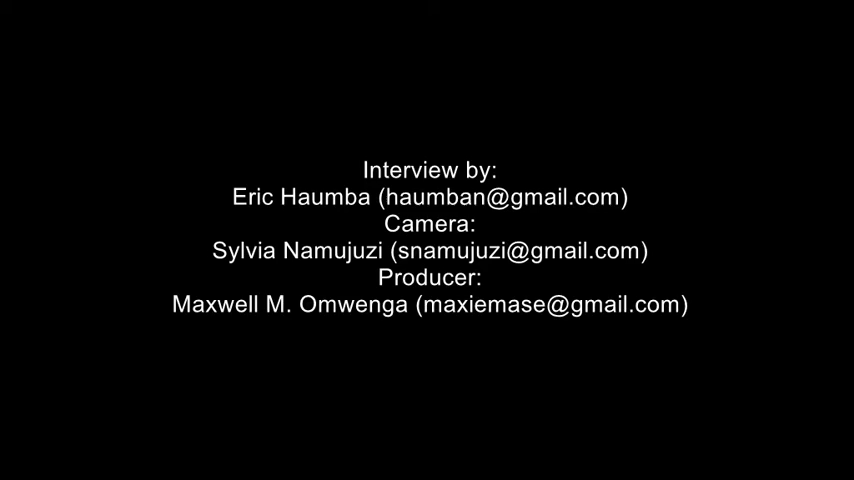 Interview by:
Eric Haumba (haumban@gmail.com)
Camera:
Sylvia Namujuzi (snamujuzi@gmail.com)
Producer:
Maxwell M. Omwenga (maxiemase@gmail.com)